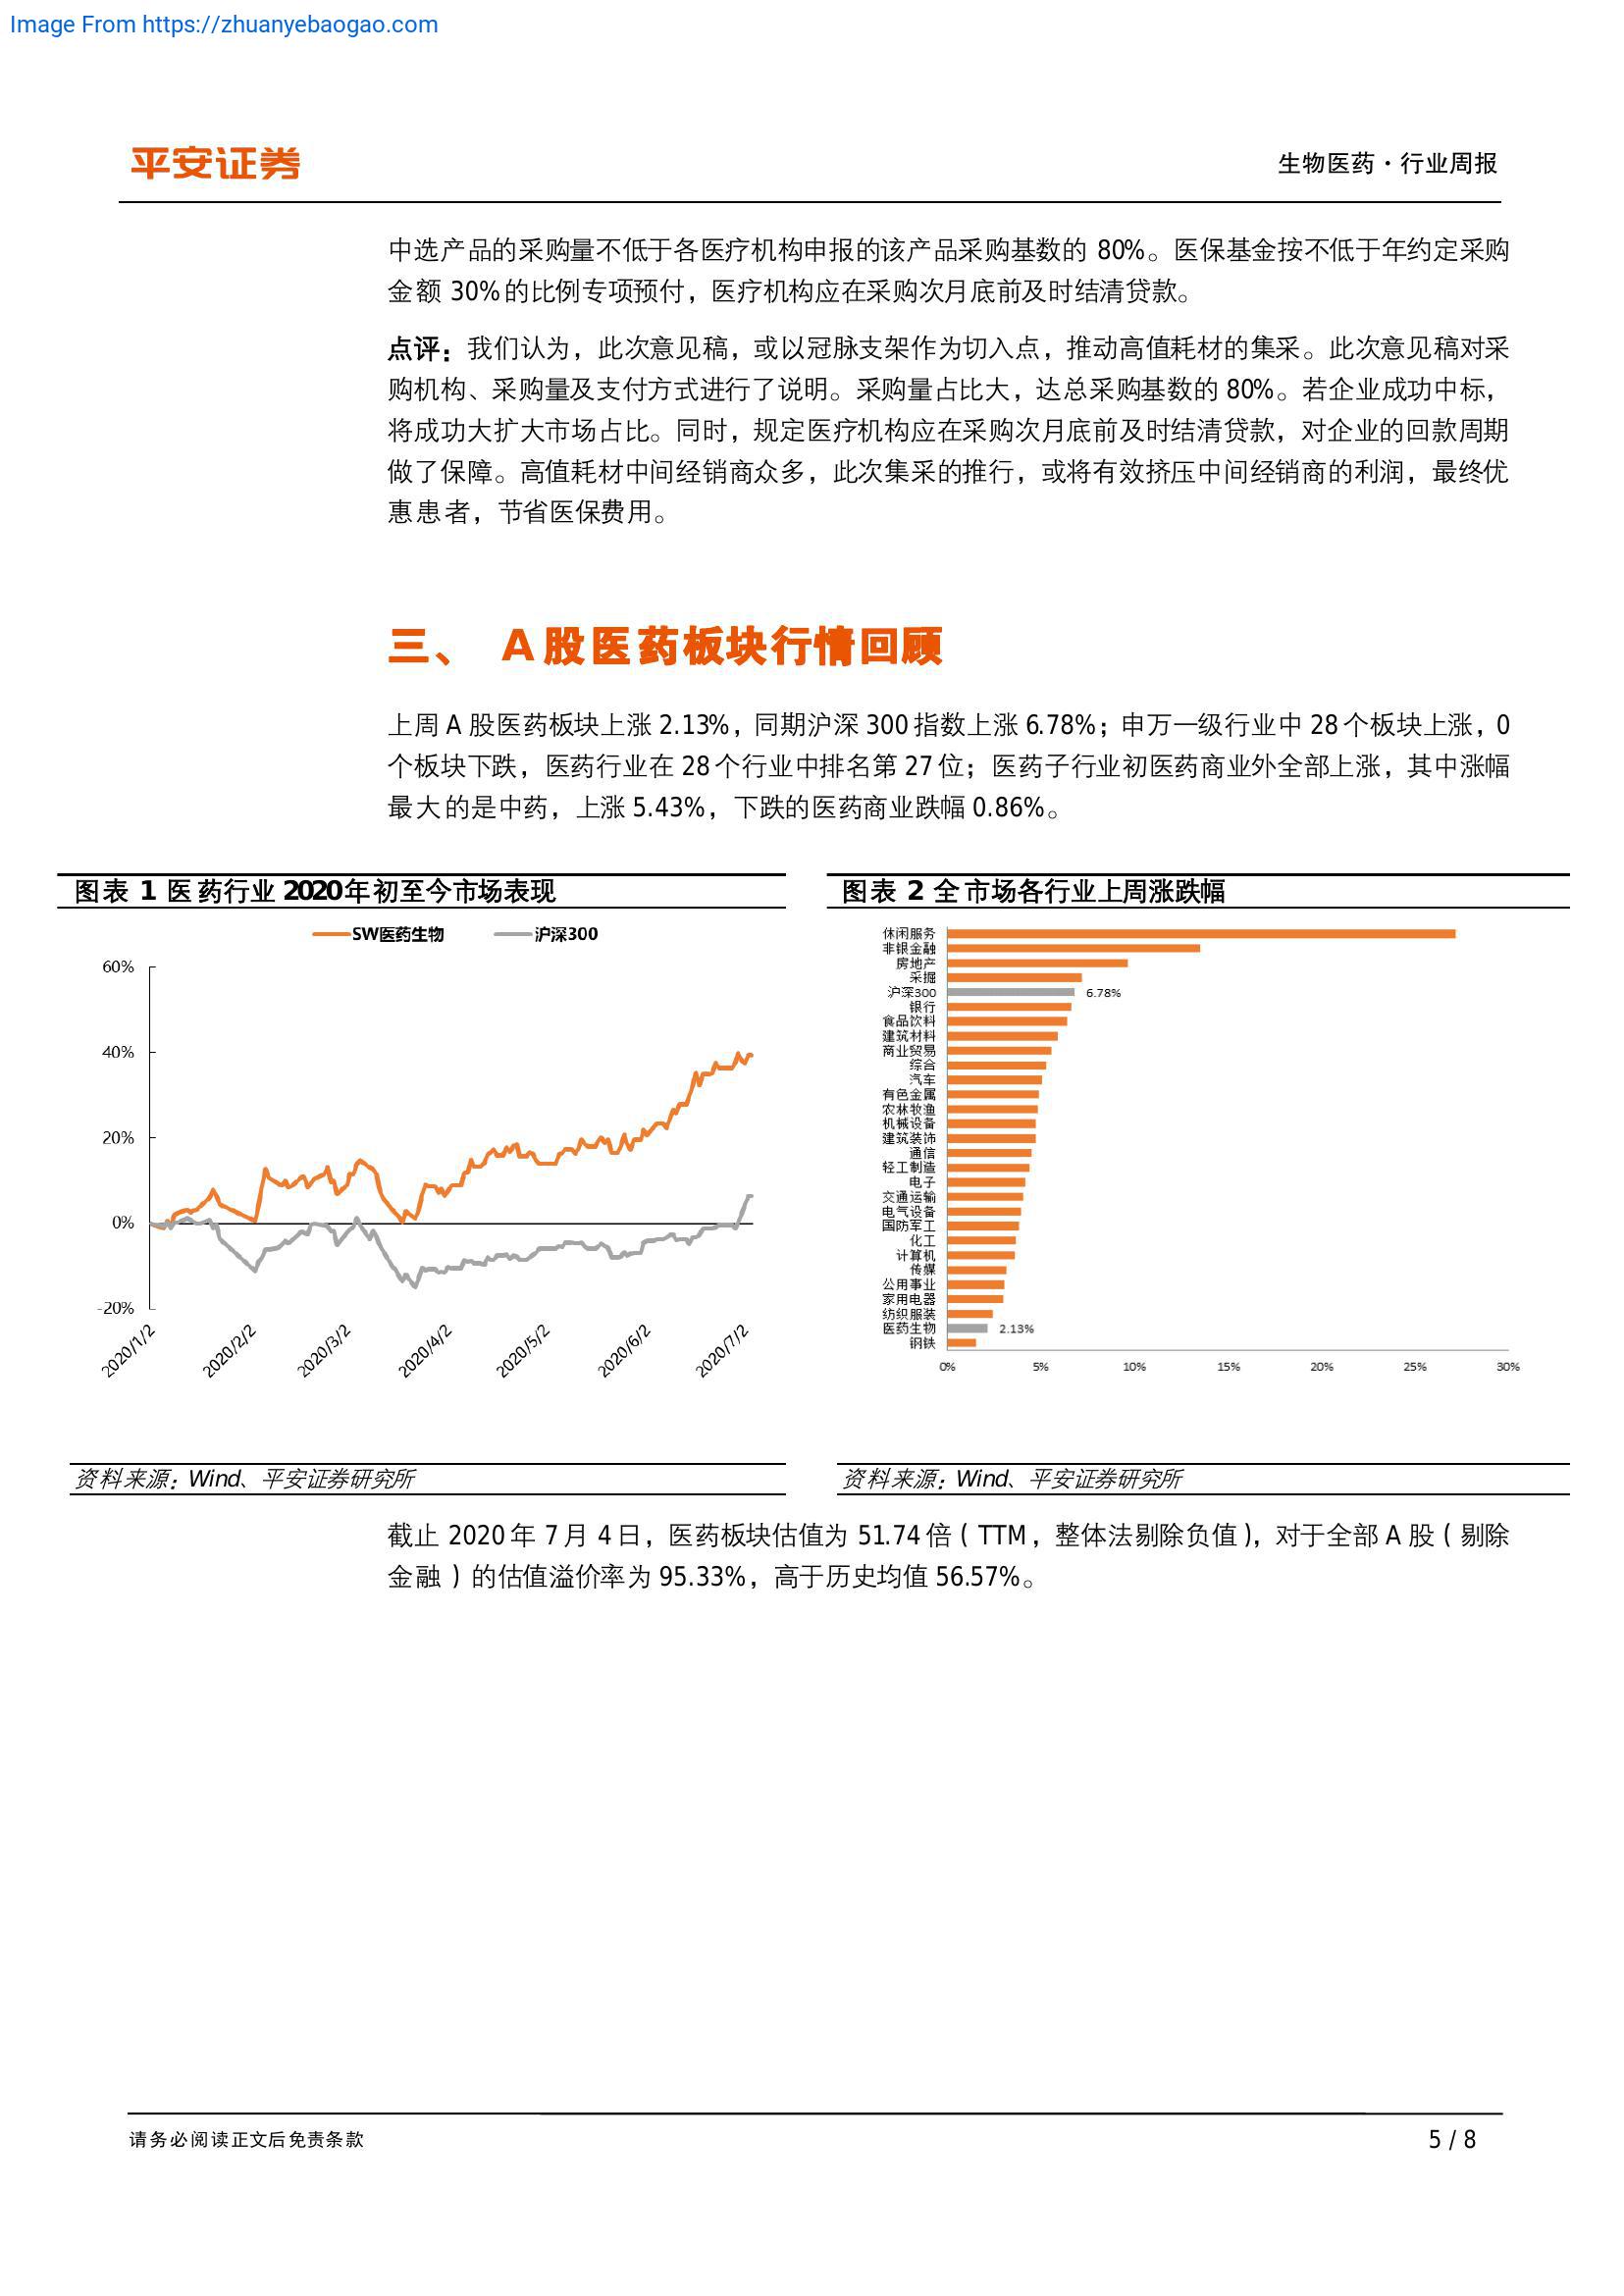 Image From https://zhuanyebaogao.com
平安证券
生物医药·行业周报
中选产品的采购量不低于各医疗机构申报的该产品采购基数的 80%。医保基金按不低于年约定采购
金额 30%的比例专项预付，医疗机构应在采购次月底前及时结清贷款。
点评：我们认为，此次意见稿，或以冠脉支架作为切入点，推动高值耗材的集采。此次意见稿对采
购机构、采购量及支付方式进行了说明。采购量占比大，达总采购基数的 80%。若企业成功中标，
将成功大扩大市场占比。同时，规定医疗机构应在采购次月底前及时结清贷款，对企业的回款周期
做了保障。高值耗材中间经销商众多，此次集采的推行，或将有效挤压中间经销商的利润，最终优
惠患者，节省医保费用。
三、 A股医药板块行情回顾
上周 A 股医药板块上涨 2.13%，同期沪深 300 指数上涨 6.78%；申万一级行业中 28 个板块上涨，0
个板块下跌，医药行业在 28 个行业中排名第 27 位；医药子行业初医药商业外全部上涨，其中涨幅
最大的是中药，上涨 5.43%，下跌的医药商业跌幅 0.86%。
图表 1 医药行业 2020年初至今市场表现
SW医药生物 沪深300
60%
40%
20%
0%
-20%
2020/1/2 2020/2/2 2020/3/2 2020/4/2 2020/5/2 2020/6/2 2020/7/2
资料来源：Wind、平安证券研究所
图表 2 全市场各行业上周涨跌幅
休闲服务
非银金融
房地产
采掘
沪深300 6.78%
银行
食品饮料
建筑材料
商业贸易
综合
汽车
有色金属
农林牧渔
机械设备
建筑装饰
通信
轻工制造
电子
交通运输
电气设备
国防军工
化工
计算机
传媒
公用事业
家用电器
纺织服装
医药生物 2.13%
钢铁
0% 5% 10% 15% 20% 25% 30%
资料来源：Wind、平安证券研究所
截止 2020 年 7 月 4 日，医药板块估值为 51.74 倍（TTM，整体法剔除负值），对于全部 A 股（剔除
金融）的估值溢价率为 95.33%，高于历史均值 56.57%。
请务必阅读正文后免责条款
5 / 8